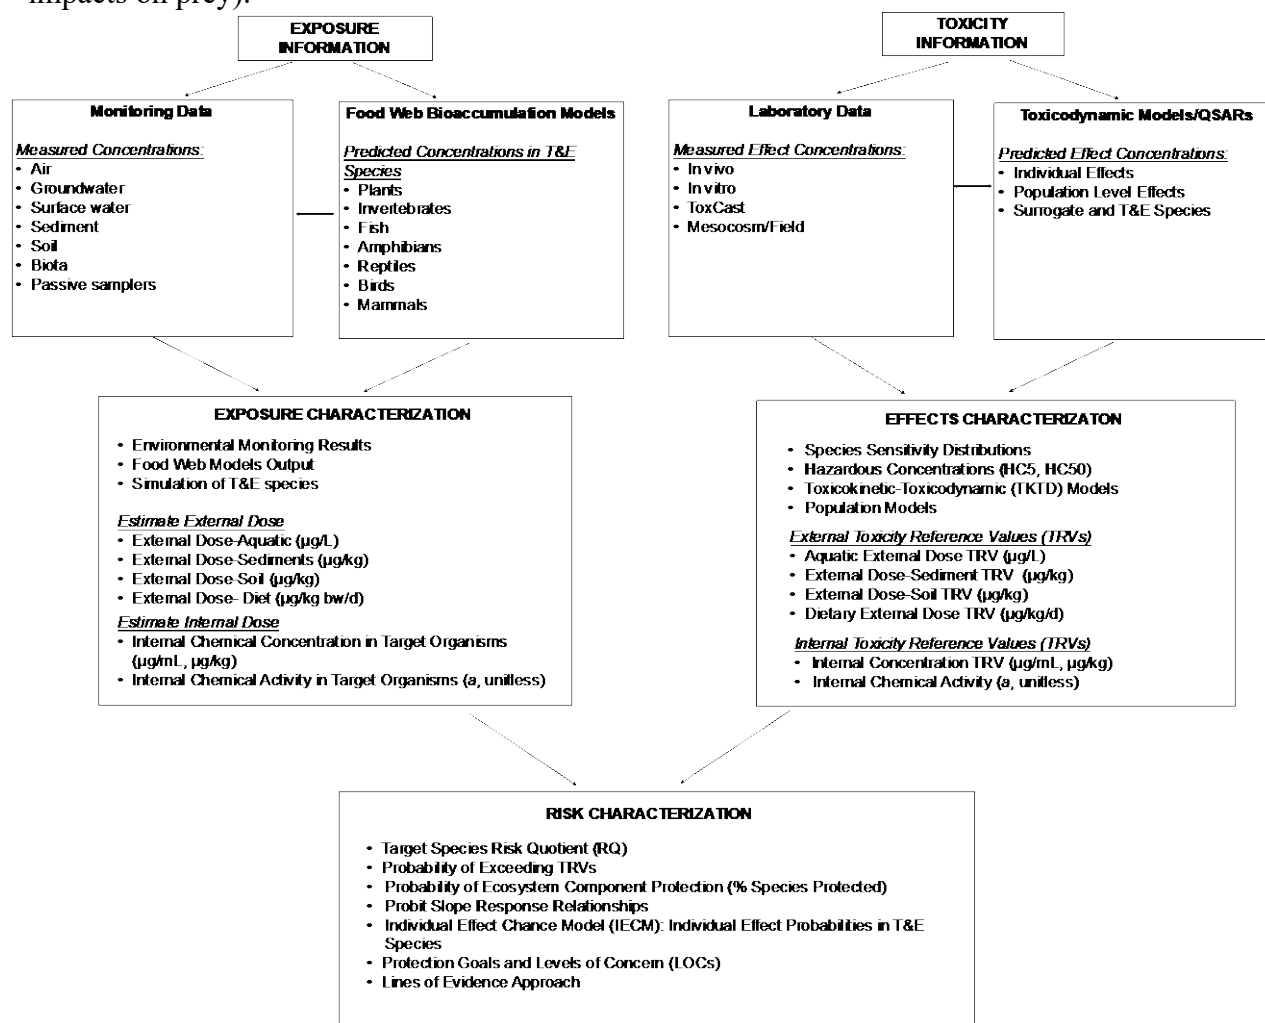 impacts on prey).
EXPOSURE
INFORMATION
TOXICITY
INFORMATION
Monitoring Data
Measured Concentrations:
• Air
• Groundwater
• Surface water
• Sediment
• Soil
• Biota
• Passive samplers
Food Web Bioaccumulation Models
Predicted Concentrations in T&E
Species
• Plants
• Invertebrates
• Fish
• Amphibians
• Reptiles
• Birds
• Mammals
Laboratory Data
Measured Effect Concentrations:
• In vivo
• In vitro
• ToxCast
• Mesocosm/Field
Toxicodynamic Models/QSARs
Predicted Effect Concentrations:
• Individual Effects
• Population Level Effects
• Surrogate and T&E Species
EXPOSURE CHARACTERIZATION
• Environmental Monitoring Results
• Food Web Models Output
• Simulation of T&E species
Estimate External Dose
• External Dose-Aquatic (µg/L)
• External Dose-Sediments (µg/kg)
• External Dose-Soil (µg/kg)
• External Dose- Diet (µg/kg bw/d)
Estimate Internal Dose
• Internal Chemical Concentration in Target Organisms
(µg/mL, µg/kg)
• Internal Chemical Activity in Target Organisms (a, unitless)
EFFECTS CHARACTERIZATON
• Species Sensitivity Distributions
• Hazardous Concentrations (HC5, HC50)
• Toxicokinetic-Toxicodynamic (TKTD) Models
• Population Models
External Toxicity Reference Values (TRVs)
• Aquatic External Dose TRV (µg/L)
• External Dose-Sediment TRV (µg/kg)
• External Dose-Soil TRV (µg/kg)
• Dietary External Dose TRV (µg/kg/d)
Internal Toxicity Reference Values (TRVs)
• Internal Concentration TRV (µg/mL, µg/kg)
• Internal Chemical Activity (a, unitless)
RISK CHARACTERIZATION
• Target Species Risk Quotient (RQ)
• Probability of Exceeding TRVs
• Probability of Ecosystem Component Protection (% Species Protected)
• Probit Slope Response Relationships
• Individual Effect Chance Model (IECM): Individual Effect Probabilities in T&E
Species
• Protection Goals and Levels of Concern (LOCs)
• Lines of Evidence Approach